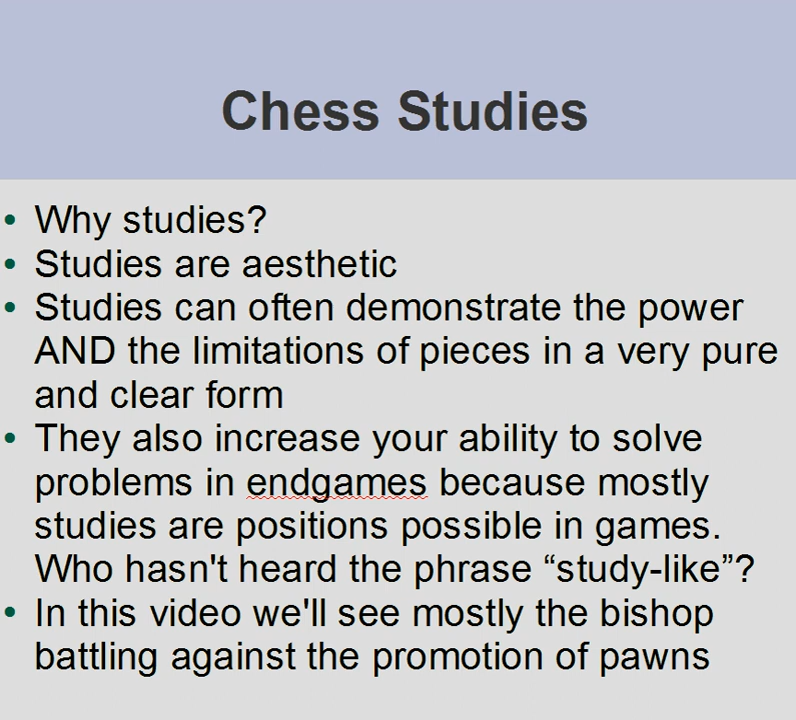 Chess Studies
• Why studies?
• Studies are aesthetic
• Studies can often demonstrate the power
AND the limitations of pieces in a very pure
and clear form
• They also increase your ability to solve
problems in endgames because mostly
studies are positions possible in games.
Who hasn't heard the phrase “study-like”?
• In this video we'll see mostly the bishop
battling against the promotion of pawns